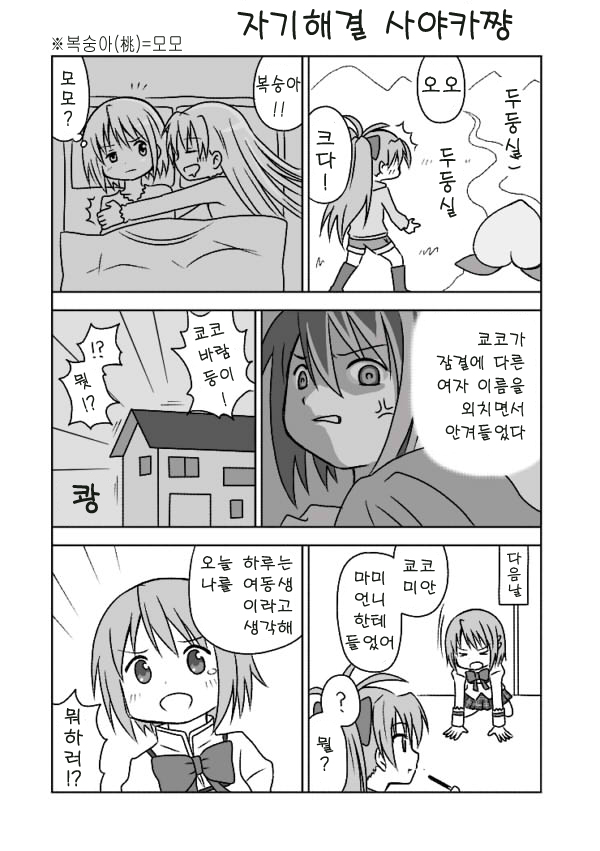 자기해결 사야카쨩
※복숭아(桃)=모모
두둥실~
두둥실
오오
크다!
복숭아
!!
모모?
쿄코가
잠결에 다른
여자 이름을
외치면서
안겨들었다
쿄코
바람
둥이
!
!?
뭣
!?
쾅
다음날
쿄코
미안
마미
언니
한테
들었어
?
뭘?
오늘 하루는
나를 여동생
이라고
생각해
뭐하러!?